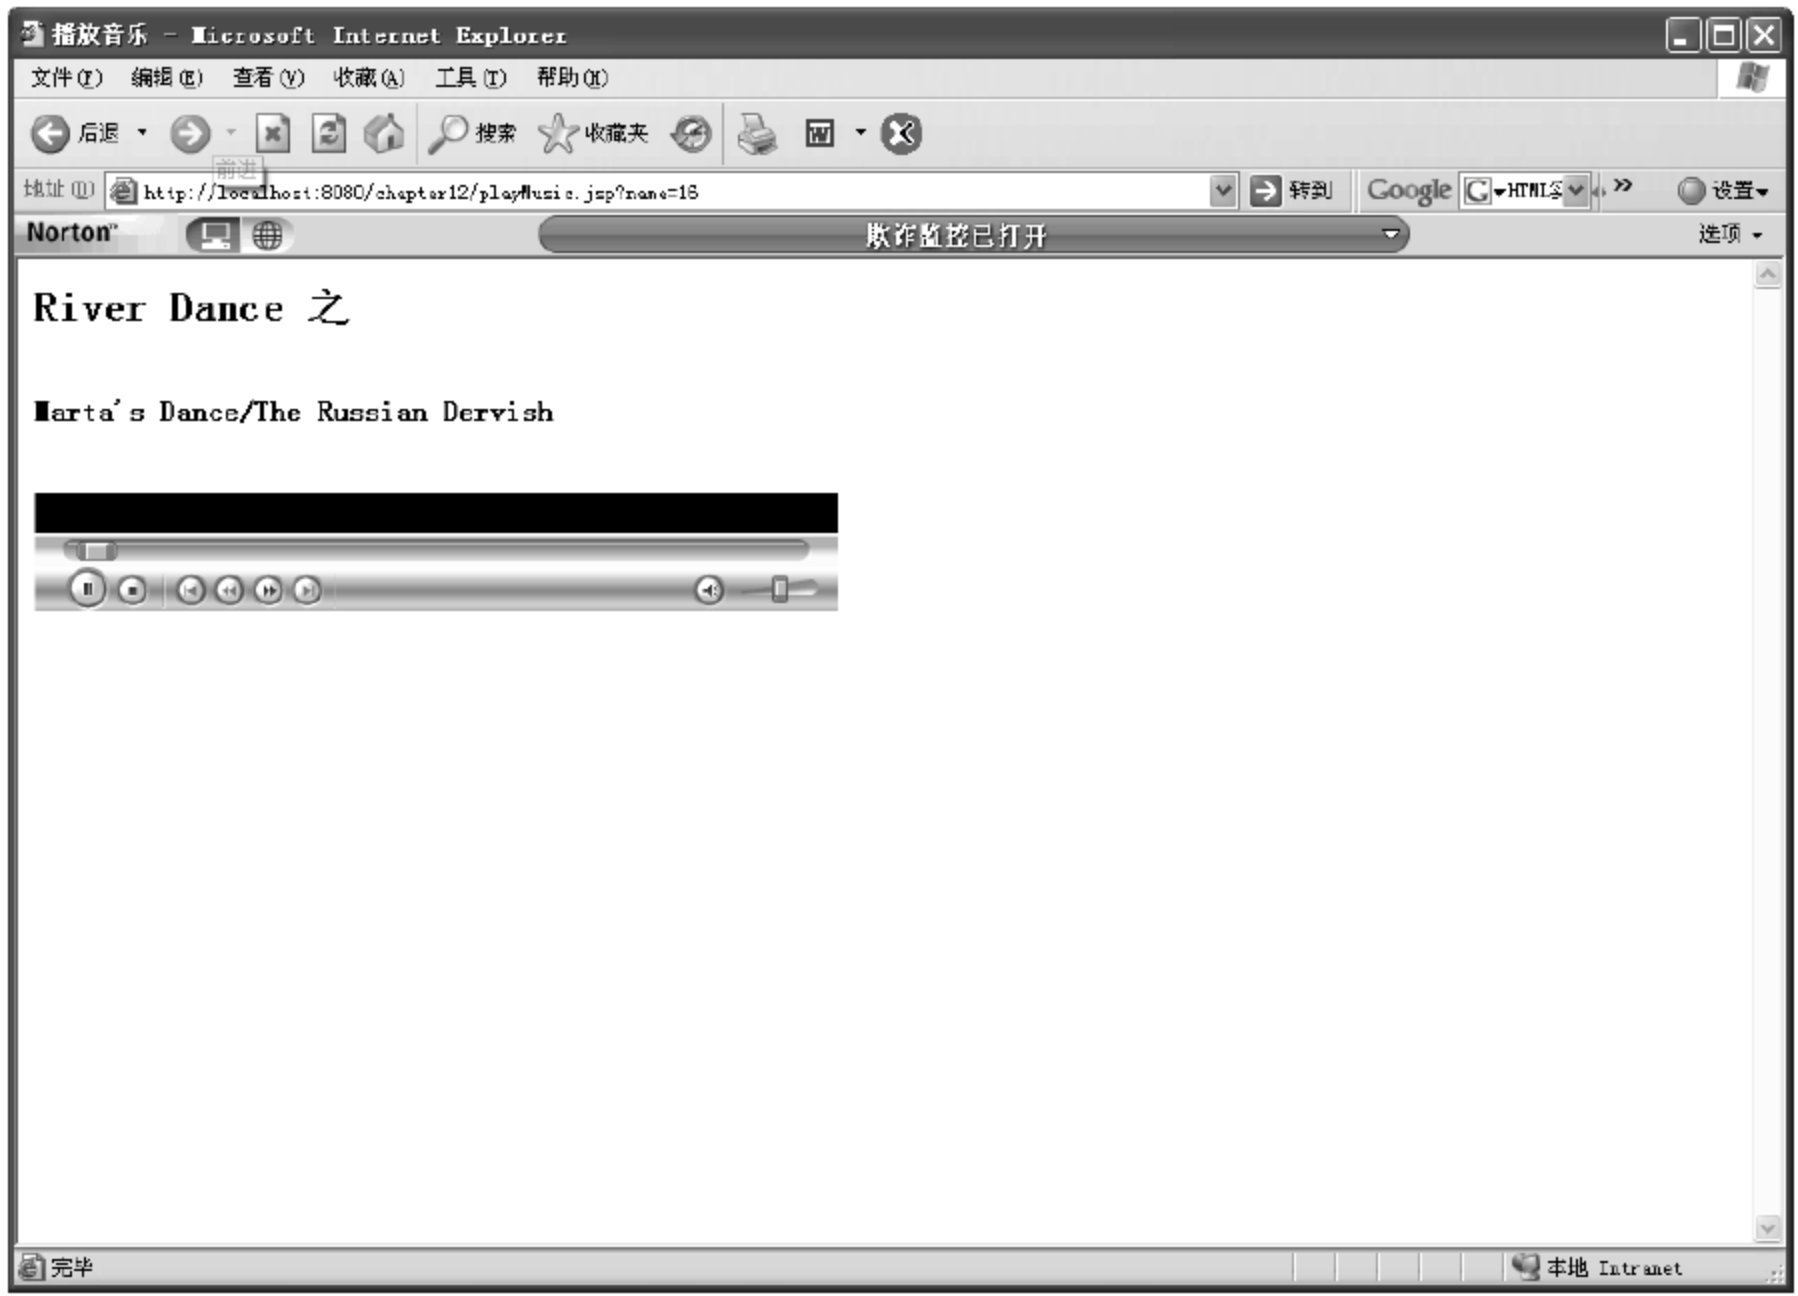 播放音乐 - Microsoft Internet Explorer
文件(F) 编辑(E) 查看(V) 收藏(A) 工具(T) 帮助(H)
后退 搜索 收藏夹
前进
地址(D) http://localhost:8080/chapter12/playMusic.jsp?name=16 转到 Google G HTML 设置
Norton™ 欺诈监控已打开 选项
River Dance 之
Marta's Dance/The Russian Dervish
完毕 本地 Intranet